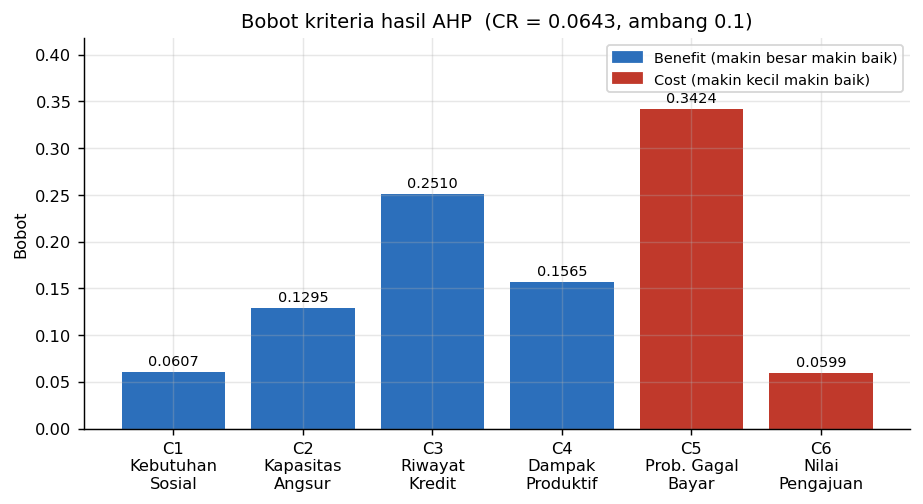 Bobot kriteria hasil AHP  (CR = 0.0643, ambang 0.1)
Benefit (makin besar makin baik)
Cost (makin kecil makin baik)
Bobot
0.40
0.35
0.30
0.25
0.20
0.15
0.10
0.05
0.00
0.0607
0.1295
0.2510
0.1565
0.3424
0.0599
C1
Kebutuhan
Sosial
C2
Kapasitas
Angsur
C3
Riwayat
Kredit
C4
Dampak
Produktif
C5
Prob. Gagal
Bayar
C6
Nilai
Pengajuan